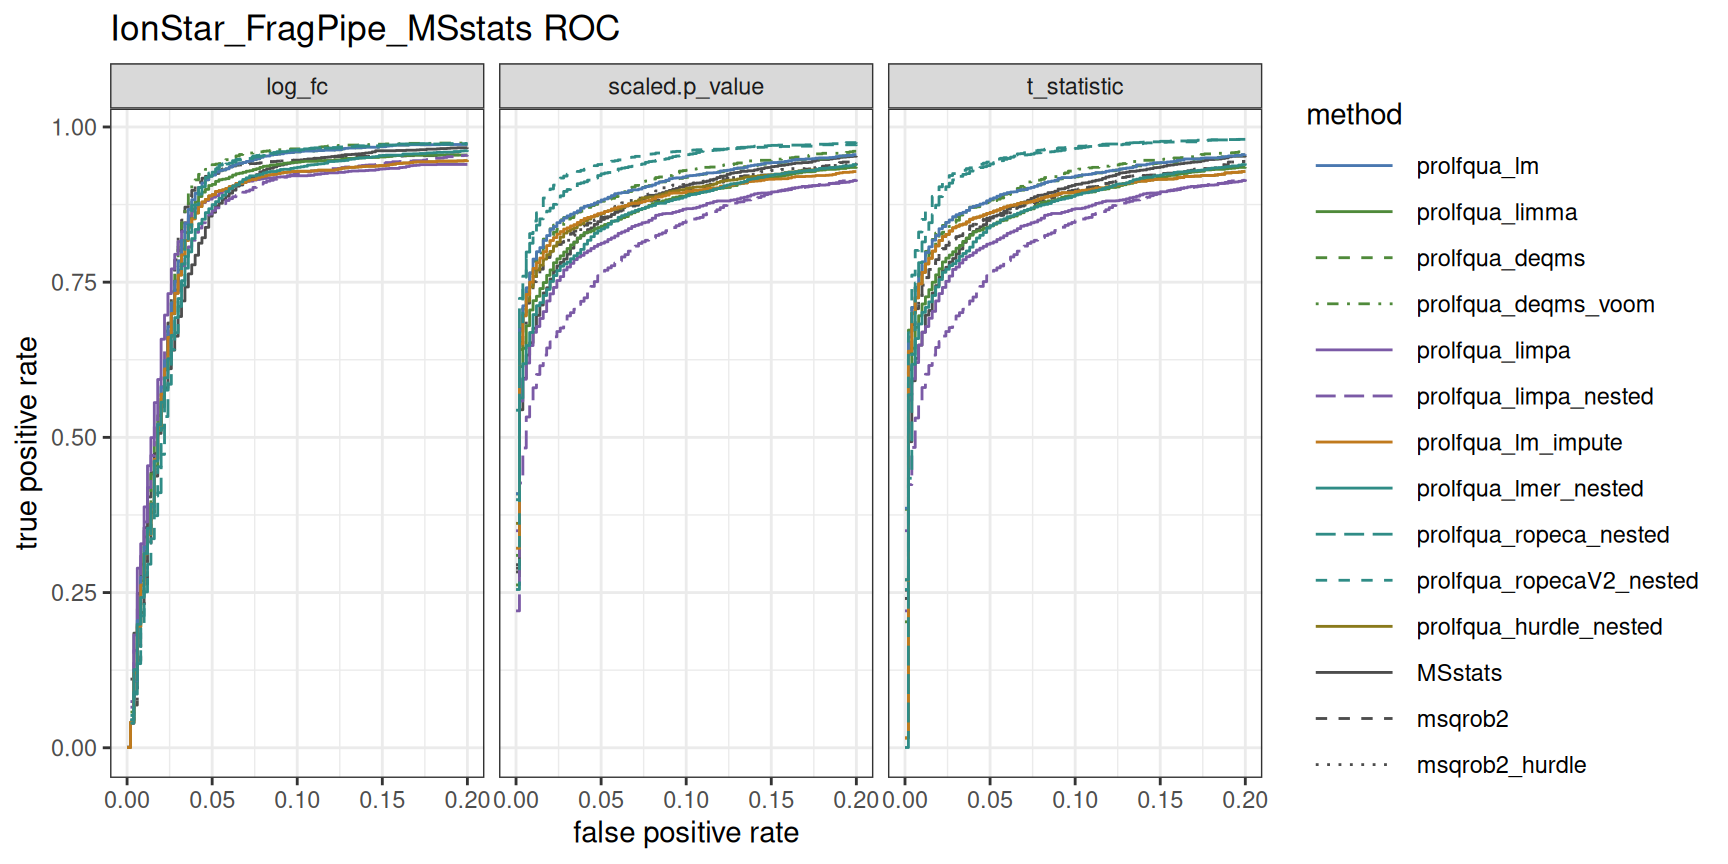 IonStar_FragPipe_MSstats ROC
log_fc
scaled.p_value
t_statistic
true positive rate
1.00
0.75
0.50
0.25
0.00
0.00 0.05 0.10 0.15 0.20
0.00 0.05 0.10 0.15 0.20
0.00 0.05 0.10 0.15 0.20
false positive rate
method
prolfqua_lm
prolfqua_limma
prolfqua_deqms
prolfqua_deqms_voom
prolfqua_limpa
prolfqua_limpa_nested
prolfqua_lm_impute
prolfqua_lmer_nested
prolfqua_ropeca_nested
prolfqua_ropecaV2_nested
prolfqua_hurdle_nested
MSstats
msqrob2
msqrob2_hurdle